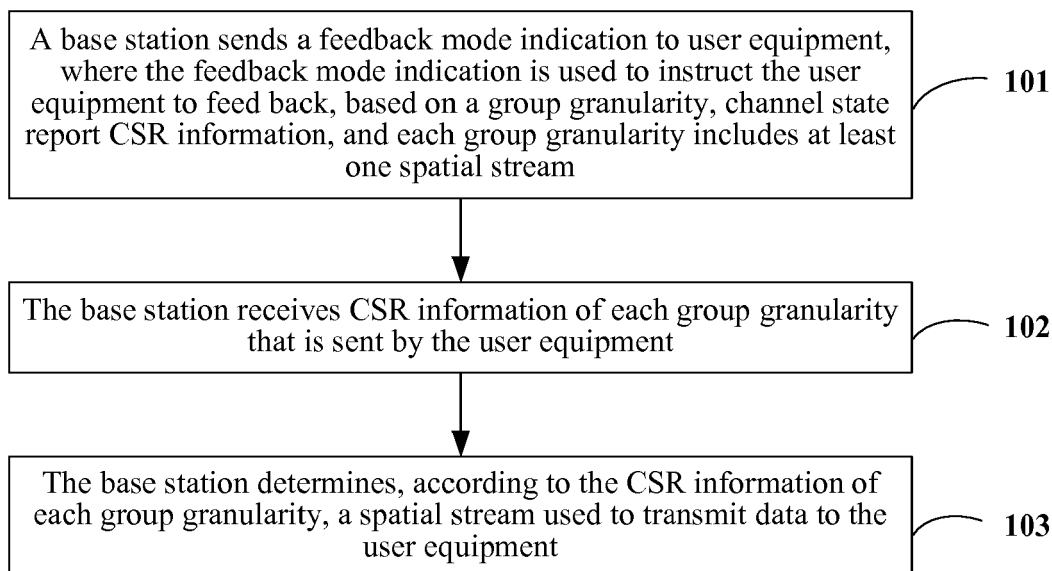 A base station sends a feedback mode indication to user equipment,
where the feedback mode indication is used to instruct the user
equipment to feed back, based on a group granularity, channel state
report CSR information, and each group granularity includes at least
one spatial stream
101
The base station receives CSR information of each group granularity
that is sent by the user equipment
102
The base station determines, according to the CSR information of
each group granularity, a spatial stream used to transmit data to the
user equipment
103